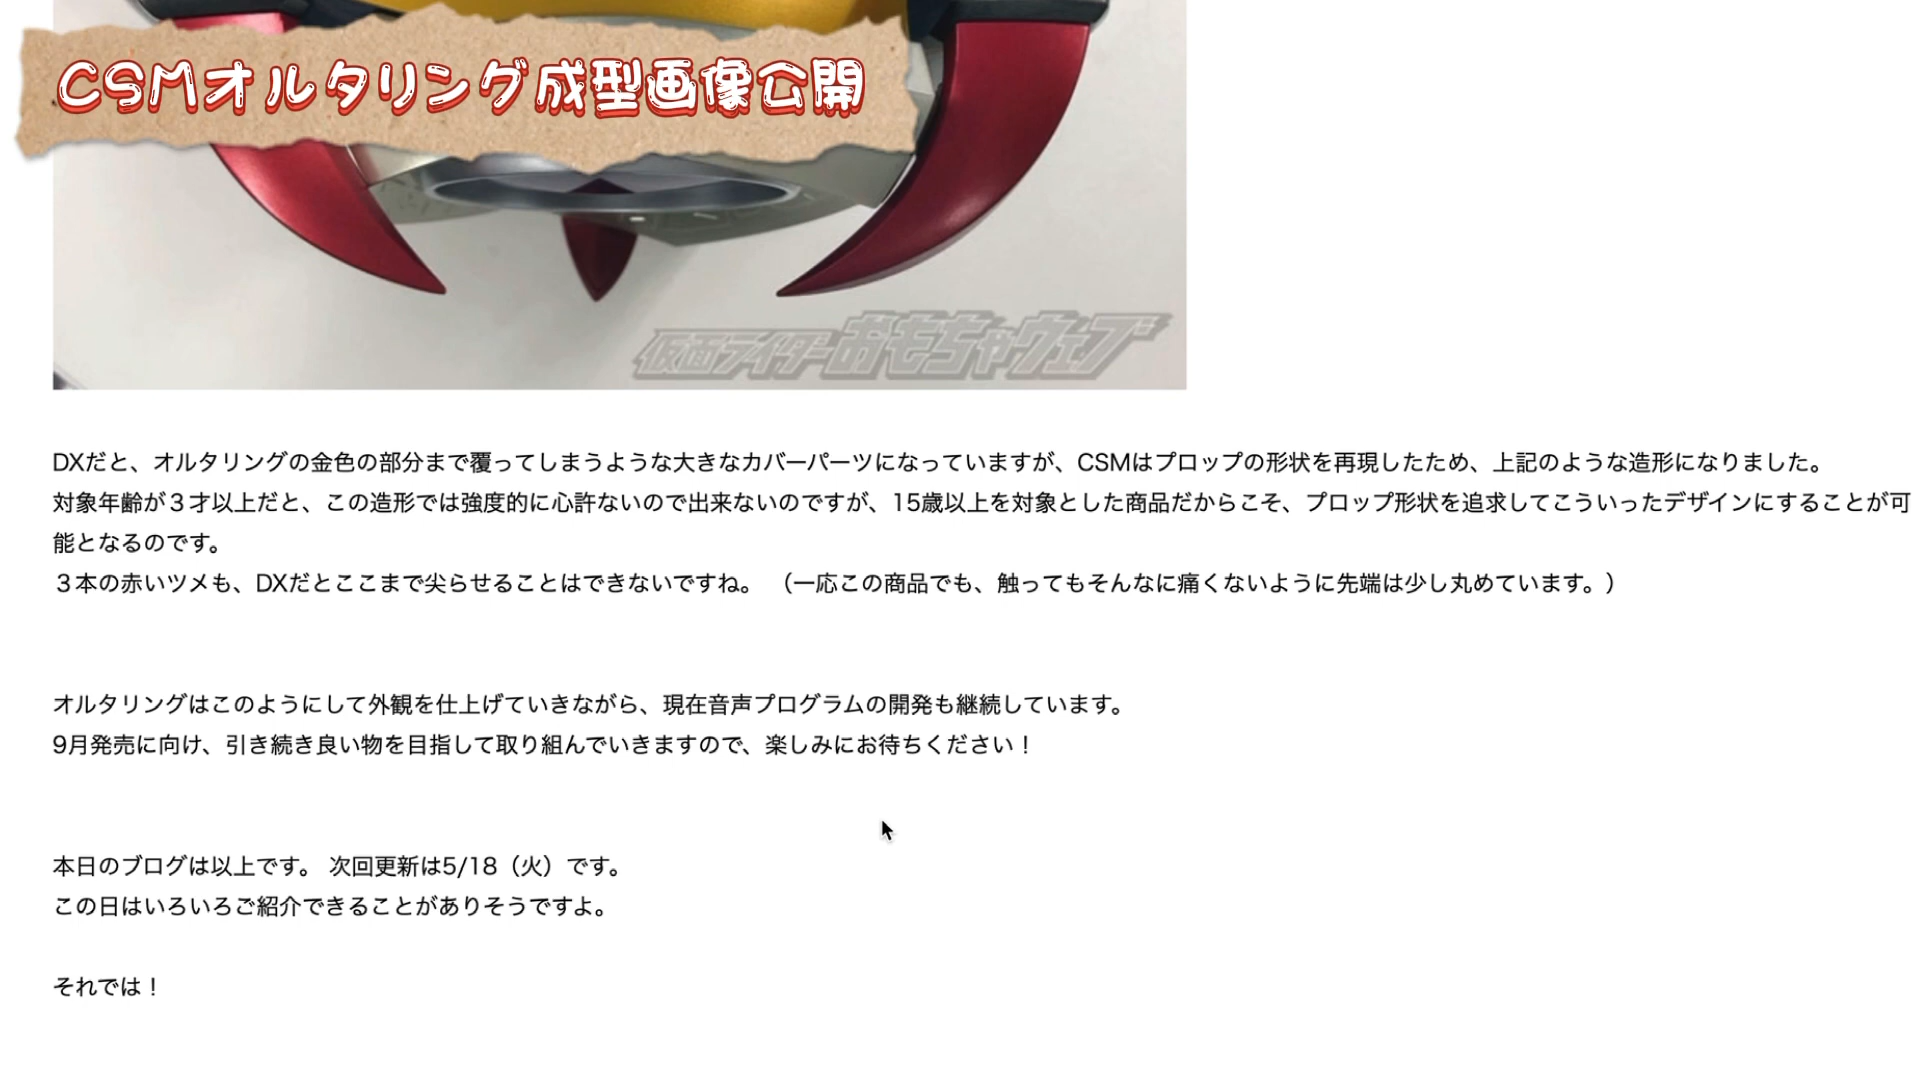 CSMオルタリング成型画像公開
仮面ライダーおもちゃウェブ
DXだと、オルタリングの金色の部分まで覆ってしまうような大きなカバーパーツになっていますが、CSMはプロップの形状を再現したため、上記のような造形になりました。
対象年齢が３才以上だと、この造形では強度的に心許ないので出来ないのですが、15歳以上を対象とした商品だからこそ、プロップ形状を追求してこういったデザインにすることが可
能となるのです。
３本の赤いツメも、DXだとここまで尖らせることはできないですね。　（一応この商品でも、触ってもそんなに痛くないように先端は少し丸めています。）
オルタリングはこのようにして外観を仕上げていきながら、現在音声プログラムの開発も継続しています。
9月発売に向け、引き続き良い物を目指して取り組んでいきますので、楽しみにお待ちください！
本日のブログは以上です。 次回更新は5/18（火）です。
この日はいろいろご紹介できることがありそうですよ。
それでは！